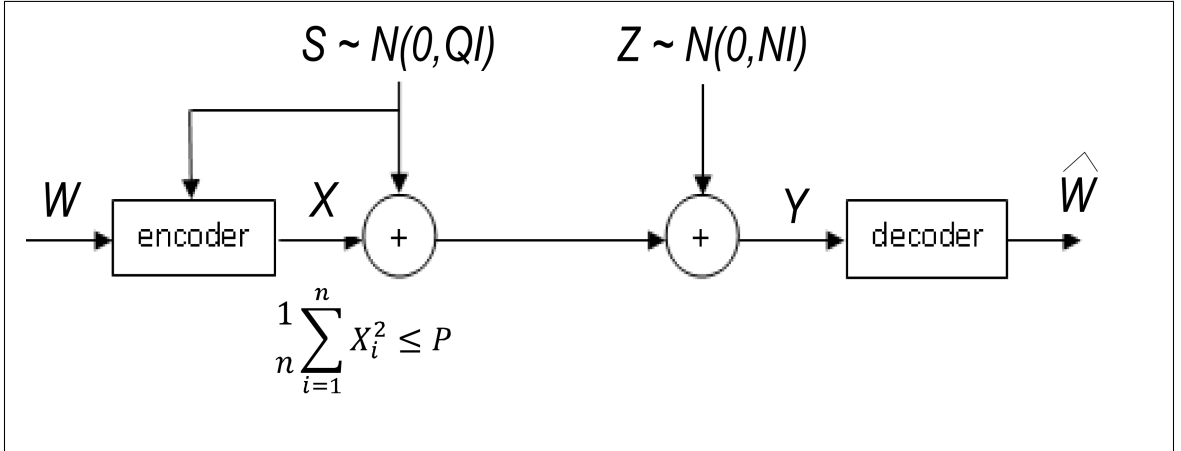 S ~ N(0,QI) Z ~ N(0,NI)
W encoder X + + Y decoder Ŵ
1/n ∑_{i=1}^{n} X_i^2 ≤ P